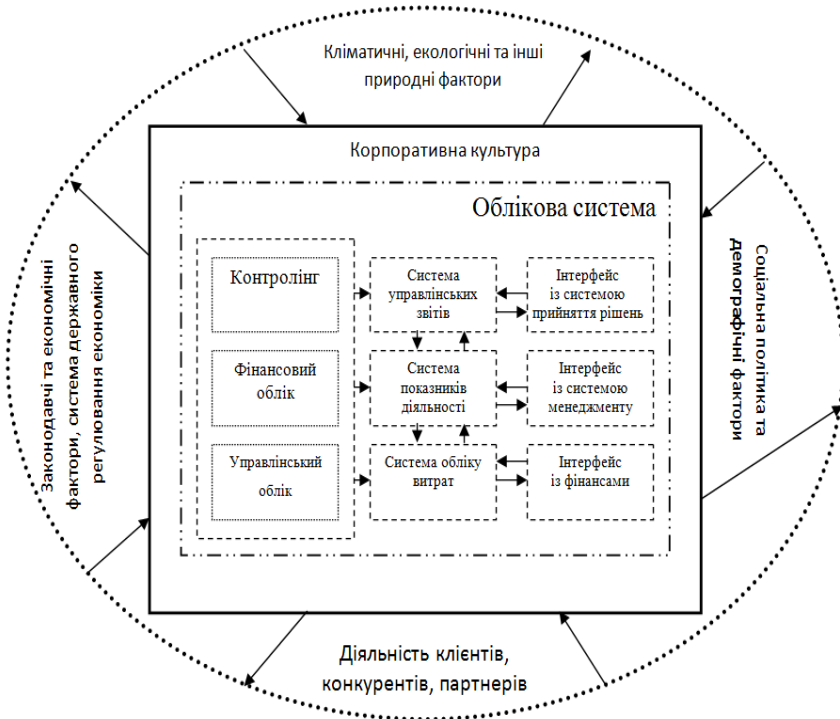 Кліматичні, екологічні та інші
природні фактори
Корпоративна культура
Облікова система
Контролінг
Система
управлінських
звітів
Інтерфейс
із системою
прийняття рішень
Фінансовий
облік
Система
показників
діяльності
Інтерфейс
із системою
менеджменту
Управлінський
облік
Система обліку
витрат
Інтерфейс
із фінансами
Законодавчі та економічні
фактори, система державного
регулювання економіки
Соціальна політика та
демографічні фактори
Діяльність клієнтів,
конкурентів, партнерів